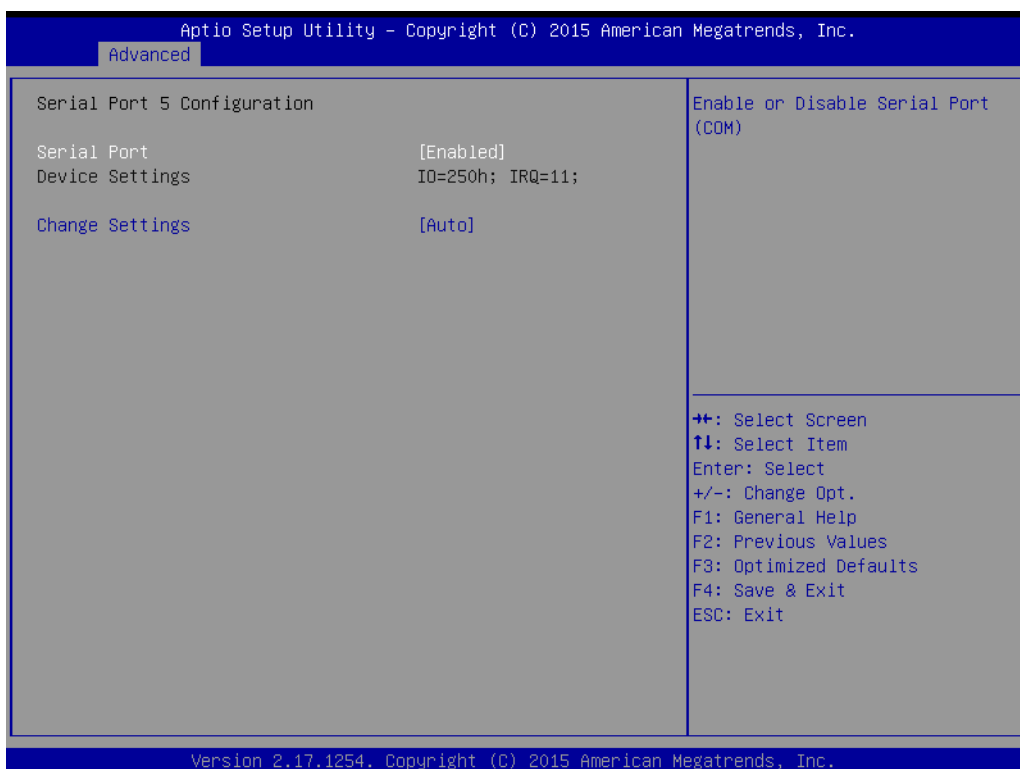 Aptio Setup Utility – Copyright (C) 2015 American Megatrends, Inc.
Advanced
Serial Port 5 Configuration
Serial Port [Enabled]
Device Settings IO=250h; IRQ=11;
Change Settings [Auto]
Enable or Disable Serial Port
(COM)
→←: Select Screen
↑↓: Select Item
Enter: Select
+/-: Change Opt.
F1: General Help
F2: Previous Values
F3: Optimized Defaults
F4: Save & Exit
ESC: Exit
Version 2.17.1254. Copyright (C) 2015 American Megatrends, Inc.